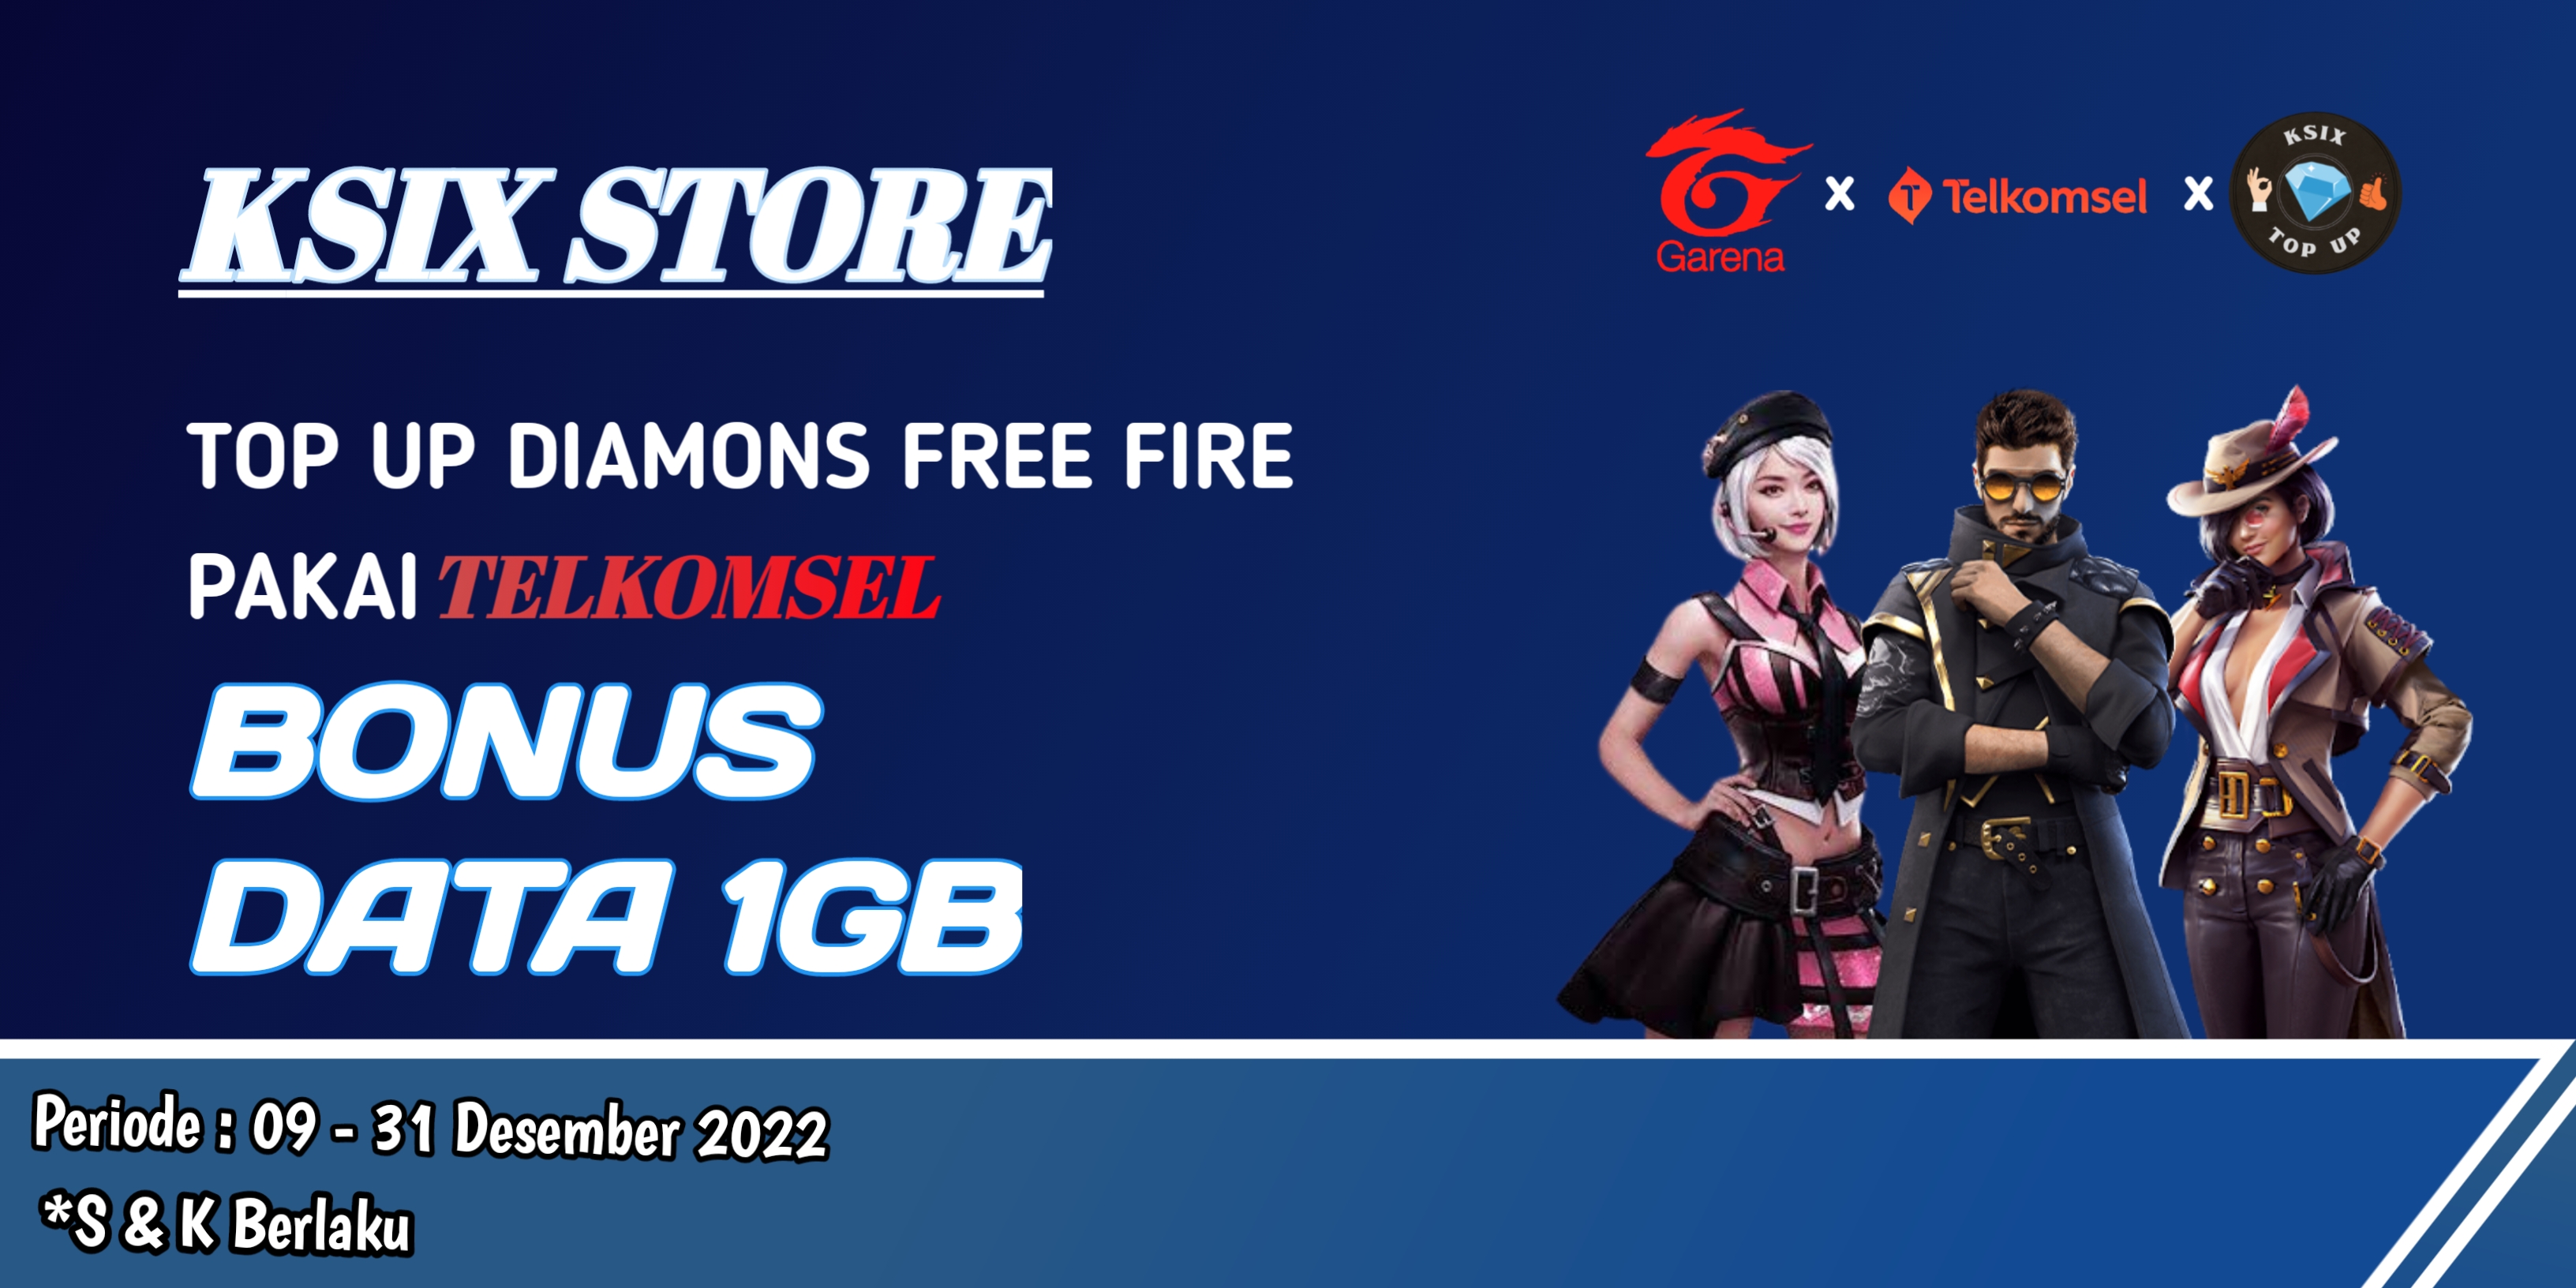 KSIX STORE
Garena X Telkomsel X KSIX TOP UP
TOP UP DIAMONS FREE FIRE
PAKAI TELKOMSEL
BONUS
DATA 1GB
Periode : 09 - 31 Desember 2022
*S & K Berlaku